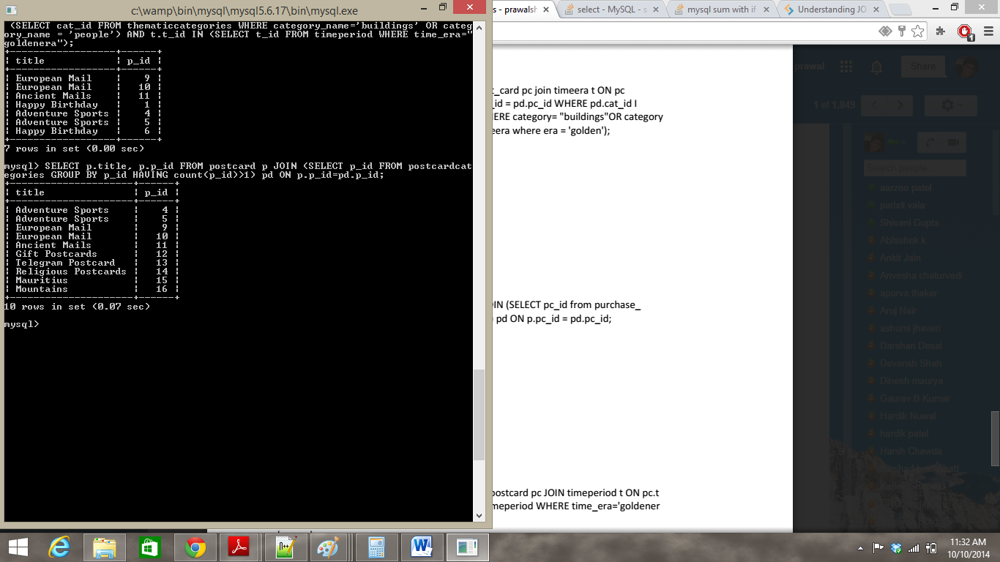 c:\wamp\bin\mysql\mysql5.6.17\bin\mysql.exe
(SELECT cat_id FROM thematiccategories WHERE category_name='buildings' OR categ
ory_name = 'people') AND t.t_id IN (SELECT t_id FROM timeperiod WHERE time_era="
goldenera");
+------------------+------+
| title            | p_id |
+------------------+------+
| European Mail    |    9 |
| European Mail    |   10 |
| Ancient Mails    |   11 |
| Happy Birthday   |    1 |
| Adventure Sports |    4 |
| Adventure Sports |    5 |
| Happy Birthday   |    6 |
+------------------+------+
7 rows in set (0.00 sec)
mysql> SELECT p.title, p.p_id FROM postcard p JOIN (SELECT p_id FROM postcardcat
egories GROUP BY p_id HAVING count(p_id)>>1) pd ON p.p_id=pd.p_id;
+---------------------+------+
| title               | p_id |
+---------------------+------+
| Adventure Sports    |    4 |
| Adventure Sports    |    5 |
| European Mail       |    9 |
| European Mail       |   10 |
| Ancient Mails       |   11 |
| Gift Postcards      |   12 |
| Telegram Postcard   |   13 |
| Religious Postcards |   14 |
| Mauritius           |   15 |
| Mountains           |   16 |
+---------------------+------+
10 rows in set (0.07 sec)
mysql>
s - prawalsh
select - MySQL - s
mysql sum with if
Understanding JO
1
t_card pc join timeera t ON pc
_id = pd.pc_id WHERE pd.cat_id I
ERE category= "buildings"OR category
eera where era = 'golden');
IN (SELECT pc_id from purchase_
pd ON p.pc_id = pd.pc_id;
postcard pc JOIN timeperiod t ON pc.t
meperiod WHERE time_era='goldener
prawal
Share
1 of 1,849
Search people...
aarzoo patel
parixit vala
Shivani Gupta
Abhishek k
Ankit Jain
Anvesha chaturvedi
apurva thaker
Aruj Nair
ashumi jhaveri
Darshan Desai
Devansh Shah
Dinesh maurya
Gaurav B Kumar
Hardik Nuwal
hardik patel
Harsh Chawda
11:32 AM
10/10/2014